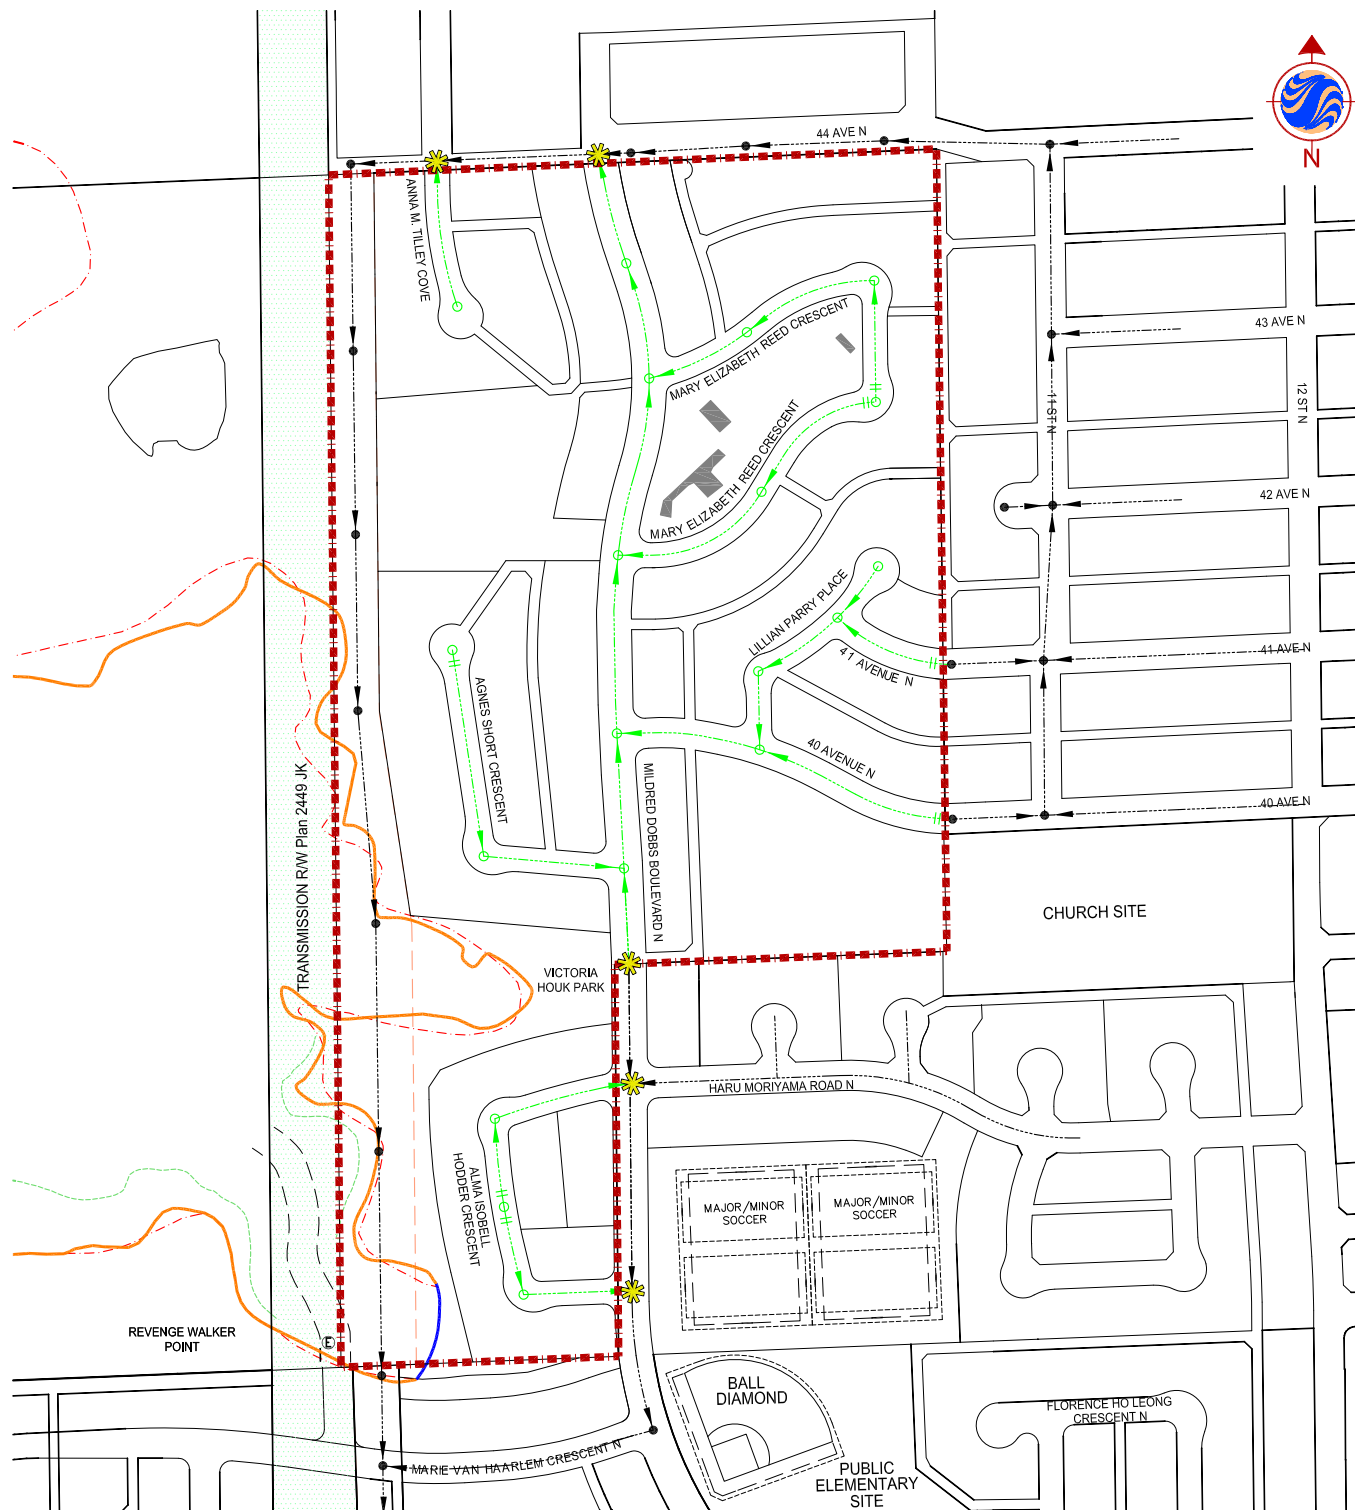 44 AVE N
N
ANNA M. TILLEY COVE
MARY ELIZABETH REED CRESCENT
43 AVE N
12 ST N
11 ST N
MARY ELIZABETH REED CRESCENT
42 AVE N
LILLIAN PARRY PLACE
41 AVENUE N
41 AVE N
AGNES SHORT CRESCENT
40 AVENUE N
MILDRED DOBBS BOULEVARD N
40 AVE N
TRANSMISSION R/W Plan 2449 JK
CHURCH SITE
VICTORIA
HOUK PARK
HARU MORIYAMA ROAD N
ALMA ISOBELL
HODDER CRESCENT
MAJOR/MINOR
SOCCER
MAJOR/MINOR
SOCCER
REVENGE WALKER
POINT
E
BALL
DIAMOND
FLORENCE HO LEONG
CRESCENT N
MARIE VAN HAARLEM CRESCENT N
PUBLIC
ELEMENTARY
SITE